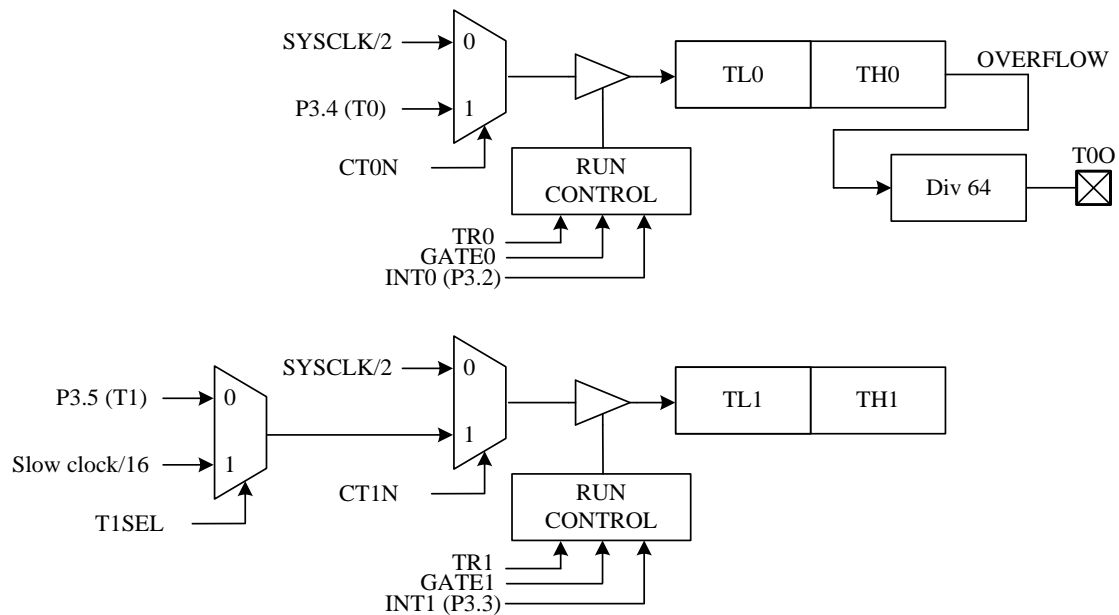 SYSCLK/2
0
TL0
TH0
OVERFLOW
P3.4 (T0)
1
T0O
CT0N
RUN
CONTROL
Div 64
TR0
GATE0
INT0 (P3.2)
SYSCLK/2
0
P3.5 (T1)
0
TL1
TH1
1
Slow clock/16
1
CT1N
RUN
CONTROL
T1SEL
TR1
GATE1
INT1 (P3.3)